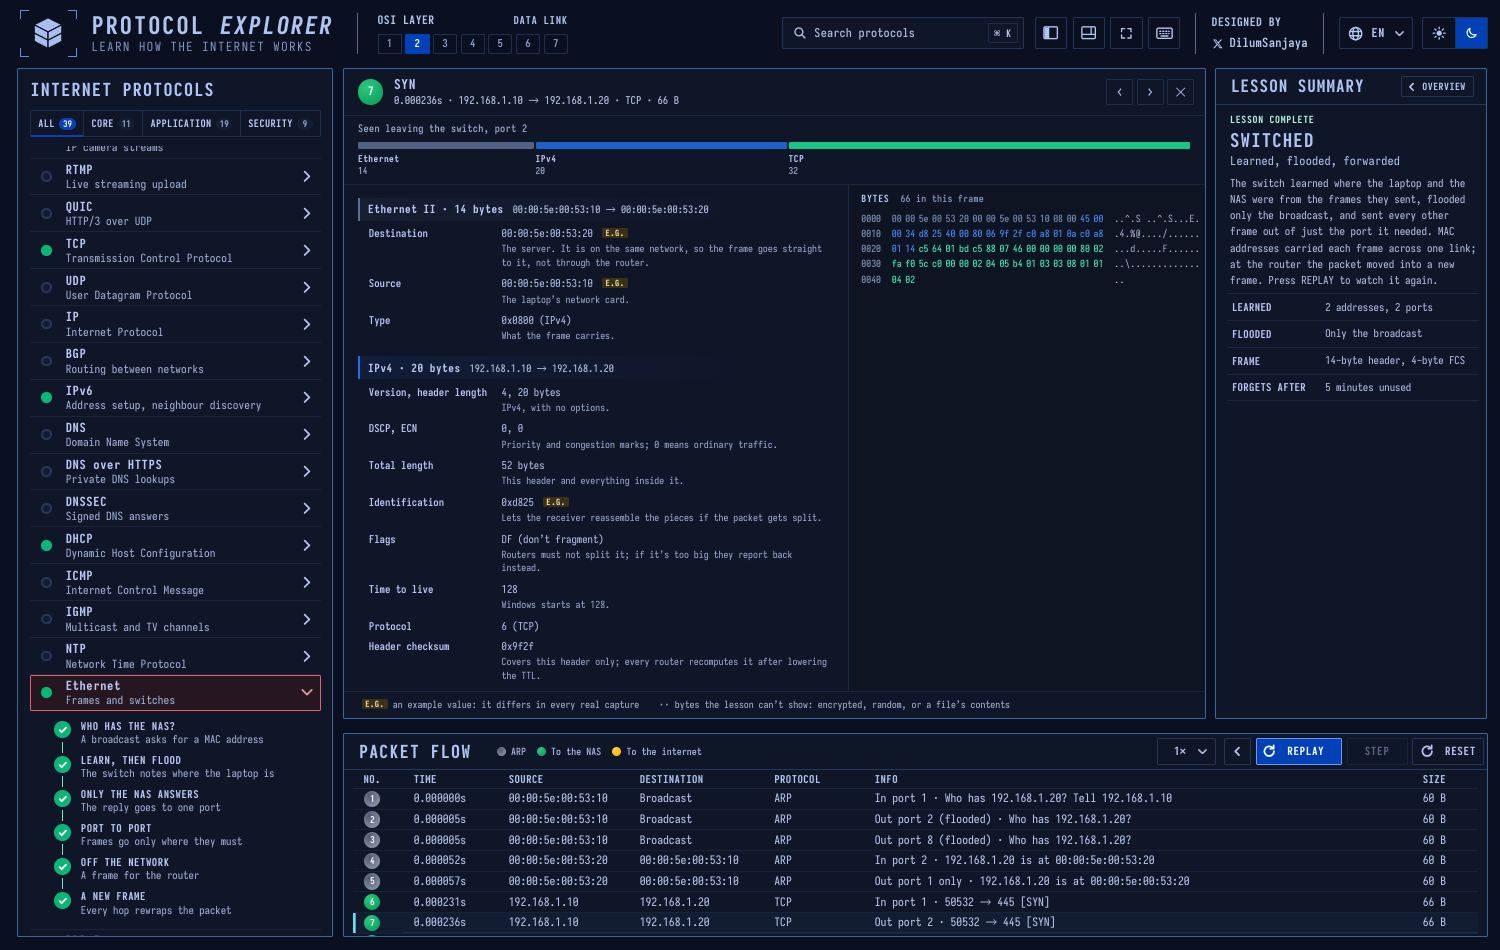 PROTOCOL EXPLORER
LEARN HOW THE INTERNET WORKS
OSI LAYER DATA LINK
1 2 3 4 5 6 7
Search protocols ⌘ K
DESIGNED BY
DilumSanjaya
EN
INTERNET PROTOCOLS
ALL 39 CORE 11 APPLICATION 19 SECURITY 9
IP camera streams
RTMP
Live streaming upload
QUIC
HTTP/3 over UDP
TCP
Transmission Control Protocol
UDP
User Datagram Protocol
IP
Internet Protocol
BGP
Routing between networks
IPv6
Address setup, neighbour discovery
DNS
Domain Name System
DNS over HTTPS
Private DNS lookups
DNSSEC
Signed DNS answers
DHCP
Dynamic Host Configuration
ICMP
Internet Control Message
IGMP
Multicast and TV channels
NTP
Network Time Protocol
Ethernet
Frames and switches
WHO HAS THE NAS?
A broadcast asks for a MAC address
LEARN, THEN FLOOD
The switch notes where the laptop is
ONLY THE NAS ANSWERS
The reply goes to one port
PORT TO PORT
Frames go only where they must
OFF THE NETWORK
A frame for the router
A NEW FRAME
Every hop rewraps the packet
7 SYN
0.000236s · 192.168.1.10 → 192.168.1.20 · TCP · 66 B
Seen leaving the switch, port 2
Ethernet IPv4 TCP
14 20 32
Ethernet II · 14 bytes 00:00:5e:00:53:10 → 00:00:5e:00:53:20
Destination 00:00:5e:00:53:20 E.G.
The server. It is on the same network, so the frame goes straight
to it, not through the router.
Source 00:00:5e:00:53:10 E.G.
The laptop's network card.
Type 0x0800 (IPv4)
What the frame carries.
IPv4 · 20 bytes 192.168.1.10 → 192.168.1.20
Version, header length 4, 20 bytes
IPv4, with no options.
DSCP, ECN 0, 0
Priority and congestion marks; 0 means ordinary traffic.
Total length 52 bytes
This header and everything inside it.
Identification 0xd825 E.G.
Lets the receiver reassemble the pieces if the packet gets split.
Flags DF (don't fragment)
Routers must not split it; if it's too big they report back
instead.
Time to live 128
Windows starts at 128.
Protocol 6 (TCP)
Header checksum 0x9f2f
Covers this header only; every router recomputes it after lowering
the TTL.
BYTES 66 in this frame
0000 00 00 5e 00 53 20 00 00 5e 00 53 10 08 00 45 00 ..^.S ..^.S...E.
0010 00 34 d8 25 40 00 80 06 9f 2f c0 a8 01 0a c0 a8 .4.%@..../......
0020 01 14 c5 64 01 bd c5 88 07 46 00 00 00 00 80 02 ...d.....F......
0030 fa f0 5c c0 00 00 02 04 05 b4 01 03 03 08 01 01 ..\.............
0040 04 02 ..
E.G. an example value: it differs in every real capture ·· bytes the lesson can't show: encrypted, random, or a file's contents
LESSON SUMMARY OVERVIEW
LESSON COMPLETE
SWITCHED
Learned, flooded, forwarded
The switch learned where the laptop and the
NAS were from the frames they sent, flooded
only the broadcast, and sent every other
frame out of just the port it needed. MAC
addresses carried each frame across one link;
at the router the packet moved into a new
frame. Press REPLAY to watch it again.
LEARNED 2 addresses, 2 ports
FLOODED Only the broadcast
FRAME 14-byte header, 4-byte FCS
FORGETS AFTER 5 minutes unused
PACKET FLOW ARP To the NAS To the internet 1× REPLAY STEP RESET
NO. TIME SOURCE DESTINATION PROTOCOL INFO SIZE
1 0.000000s 00:00:5e:00:53:10 Broadcast ARP In port 1 · Who has 192.168.1.20? Tell 192.168.1.10 60 B
2 0.000005s 00:00:5e:00:53:10 Broadcast ARP Out port 2 (flooded) · Who has 192.168.1.20? 60 B
3 0.000005s 00:00:5e:00:53:10 Broadcast ARP Out port 8 (flooded) · Who has 192.168.1.20? 60 B
4 0.000052s 00:00:5e:00:53:20 00:00:5e:00:53:10 ARP In port 2 · 192.168.1.20 is at 00:00:5e:00:53:20 60 B
5 0.000057s 00:00:5e:00:53:20 00:00:5e:00:53:10 ARP Out port 1 only · 192.168.1.20 is at 00:00:5e:00:53:20 60 B
6 0.000231s 192.168.1.10 192.168.1.20 TCP In port 1 · 50532 → 445 [SYN] 66 B
7 0.000236s 192.168.1.10 192.168.1.20 TCP Out port 2 · 50532 → 445 [SYN] 66 B